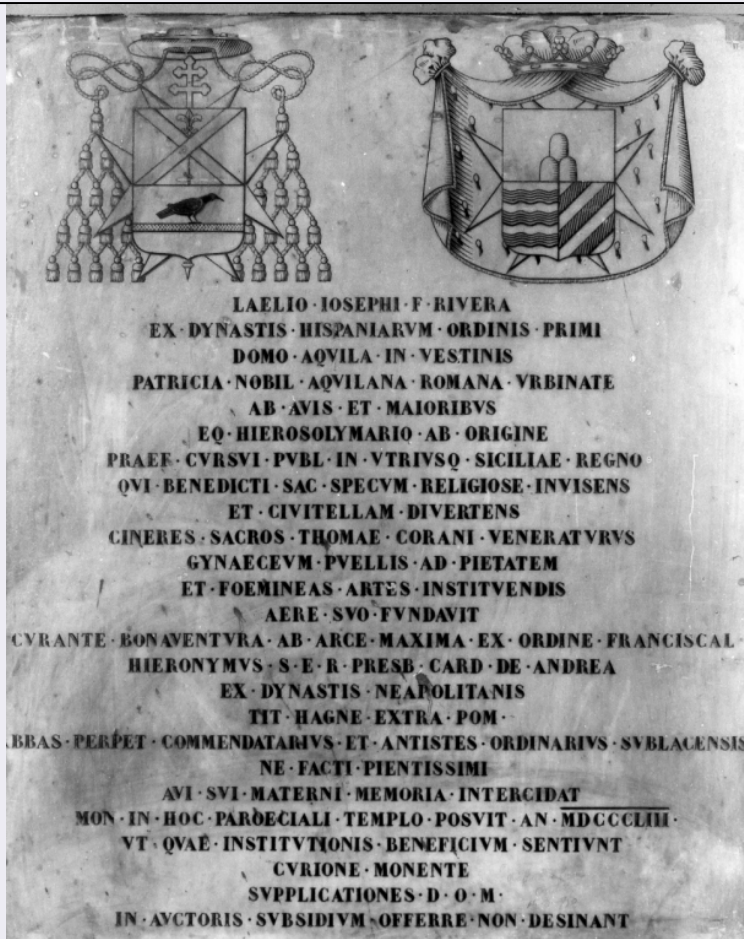 LAELIO · IOSEPHI · F · RIVERA
EX · DYNASTIS · HISPANIARVM · ORDINIS · PRIMI
DOMO · AQVILA · IN · VESTINIS
PATRICIA · NOBIL · AQVILANA · ROMANA · VRBINATE
AB · AVIS · ET · MAIORIBVS
EQ · HIEROSOLYMARIO · AB · ORIGINE
PRAEF · CVRSVI · PVBL · IN · VTRIVSQ · SICILIAE · REGNO
QVI · BENEDICTI · SAC · SPECVM · RELIGIOSE · INVISENS
ET · CIVITELLAM · DIVERTENS
CINERES · SACROS · THOMAE · CORANI · VENERATVRVS
GYNAECEVM · PVELLIS · AD · PIETATEM
ET · FOEMINEAS · ARTES · INSTITVENDIS
AERE · SVO · FVNDAVIT
CVRANTE · BONAVENTVRA · AB · ARCE · MAXIMA · EX · ORDINE · FRANCISCAL ·
HIERONYMVS · S · E · R · PRESB · CARD · DE · ANDREA
EX · DYNASTIS · NEAPOLITANIS
TIT · HAGNE · EXTRA · POM ·
BBAS · PERPET · COMMENDATARIVS · ET · ANTISTES · ORDINARIVS · SVBLACENSIS
NE · FACTI · PIENTISSIMI
AVI · SVI · MATERNI · MEMORIA · INTERCIDAT
MON · IN · HOC · PAROECIALI · TEMPLO · POSVIT · AN · MDCCCLIII ·
VT · QVAE · INSTITVTIONIS · BENEFICIVM · SENTIVNT
CVRIONE · MONENTE
SVPPLICATIONES · D · O · M ·
IN · AVCTORIS · SVBSIDIVM · OFFERRE · NON · DESINANT